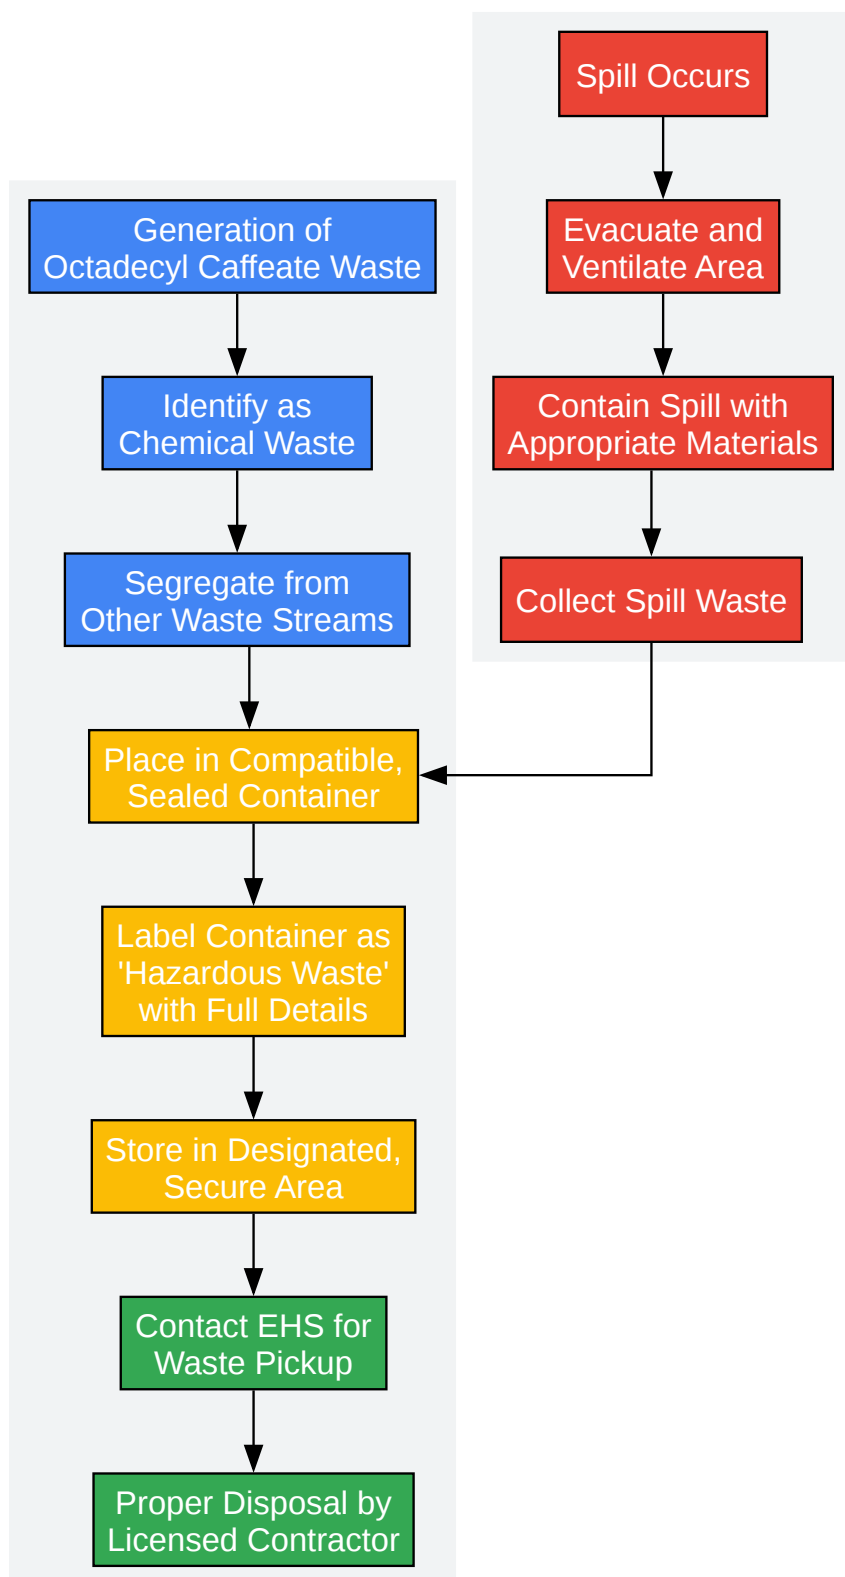 Spill Occurs
Generation of
Octadecyl Caffeate Waste
Evacuate and
Ventilate Area
Identify as
Chemical Waste
Contain Spill with
Appropriate Materials
Segregate from
Other Waste Streams
Collect Spill Waste
Place in Compatible,
Sealed Container
Label Container as
'Hazardous Waste'
with Full Details
Store in Designated,
Secure Area
Contact EHS for
Waste Pickup
Proper Disposal by
Licensed Contractor